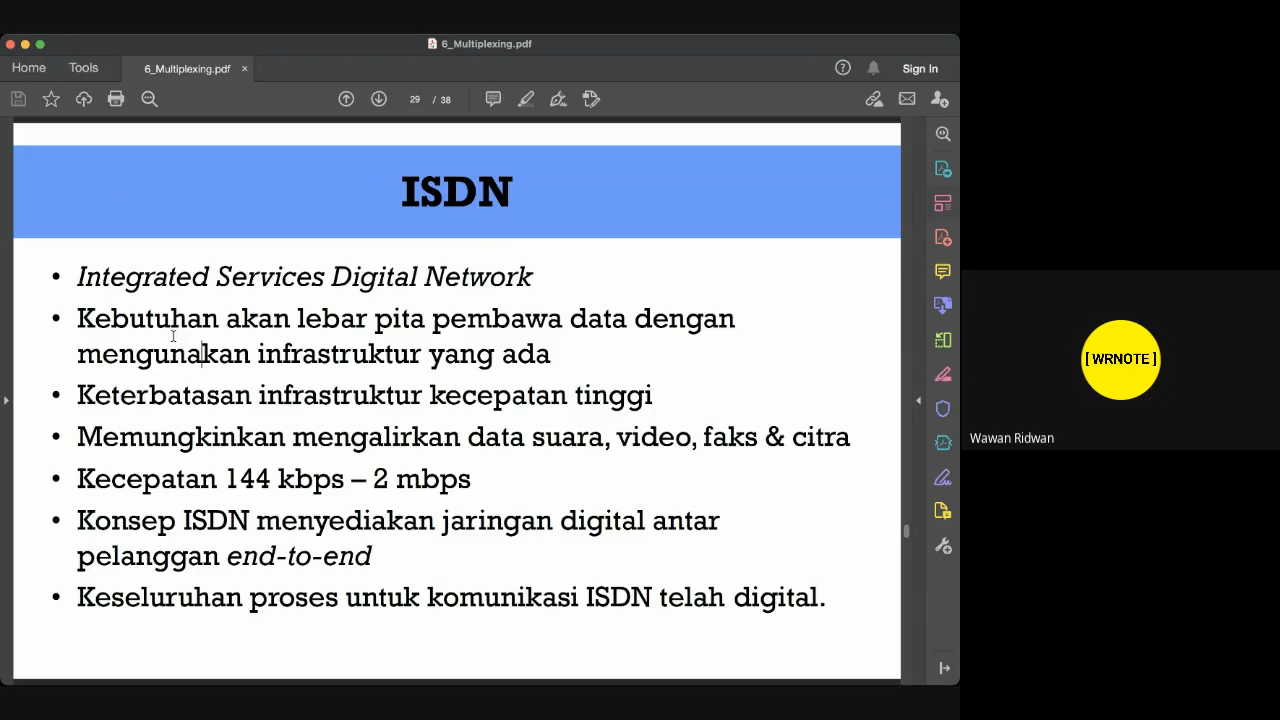 6_Multiplexing.pdf
Home Tools 6_Multiplexing.pdf × Sign In
29 / 38
ISDN
• Integrated Services Digital Network
• Kebutuhan akan lebar pita pembawa data dengan
mengunakan infrastruktur yang ada
• Keterbatasan infrastruktur kecepatan tinggi
• Memungkinkan mengalirkan data suara, video, faks & citra
• Kecepatan 144 kbps – 2 mbps
• Konsep ISDN menyediakan jaringan digital antar
pelanggan end-to-end
• Keseluruhan proses untuk komunikasi ISDN telah digital.
[WRNOTE]
Wawan Ridwan